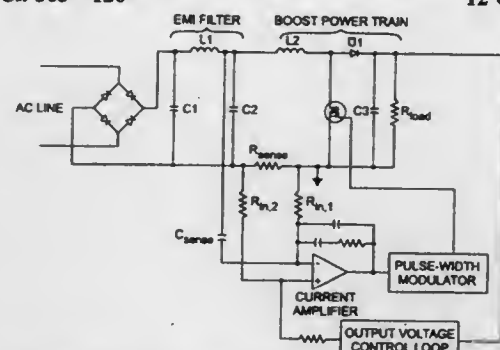 EMI FILTER
BOOST POWER TRAIN
L1
L2
D1
AC LINE
C1
C2
C3
Rload
Rsense
Rin,2
Rin,1
Csense
-
+
CURRENT
AMPLIFIER
PULSE-WIDTH
MODULATOR
OUTPUT VOLTAGE
CONTROL LOOP